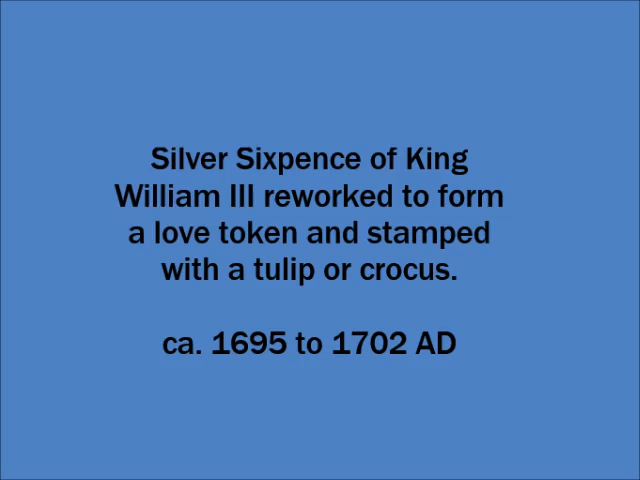 Silver Sixpence of King
William III reworked to form
a love token and stamped
with a tulip or crocus.
ca. 1695 to 1702 AD